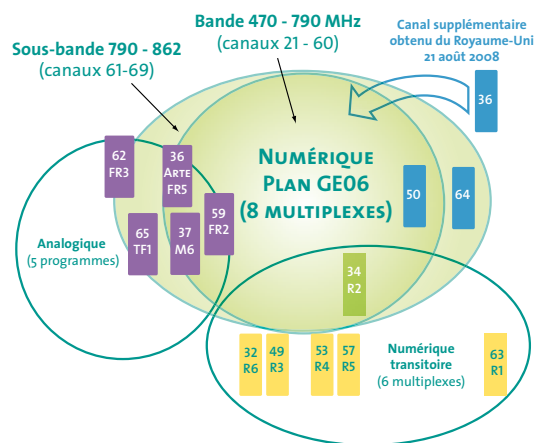 Bande 470 - 790 MHz
(canaux 21 - 60)
Sous-bande 790 - 862
(canaux 61-69)
Canal supplémentaire
obtenu du Royaume-Uni
21 août 2008
36
62
FR3
36
ARTE
FR5
65
TF1
37
M6
59
FR2
Analogique
(5 programmes)
NUMÉRIQUE
PLAN GE06
(8 MULTIPLEXES)
50
64
34
R2
32
R6
49
R3
53
R4
57
R5
Numérique
transitoire
(6 multiplexes)
63
R1